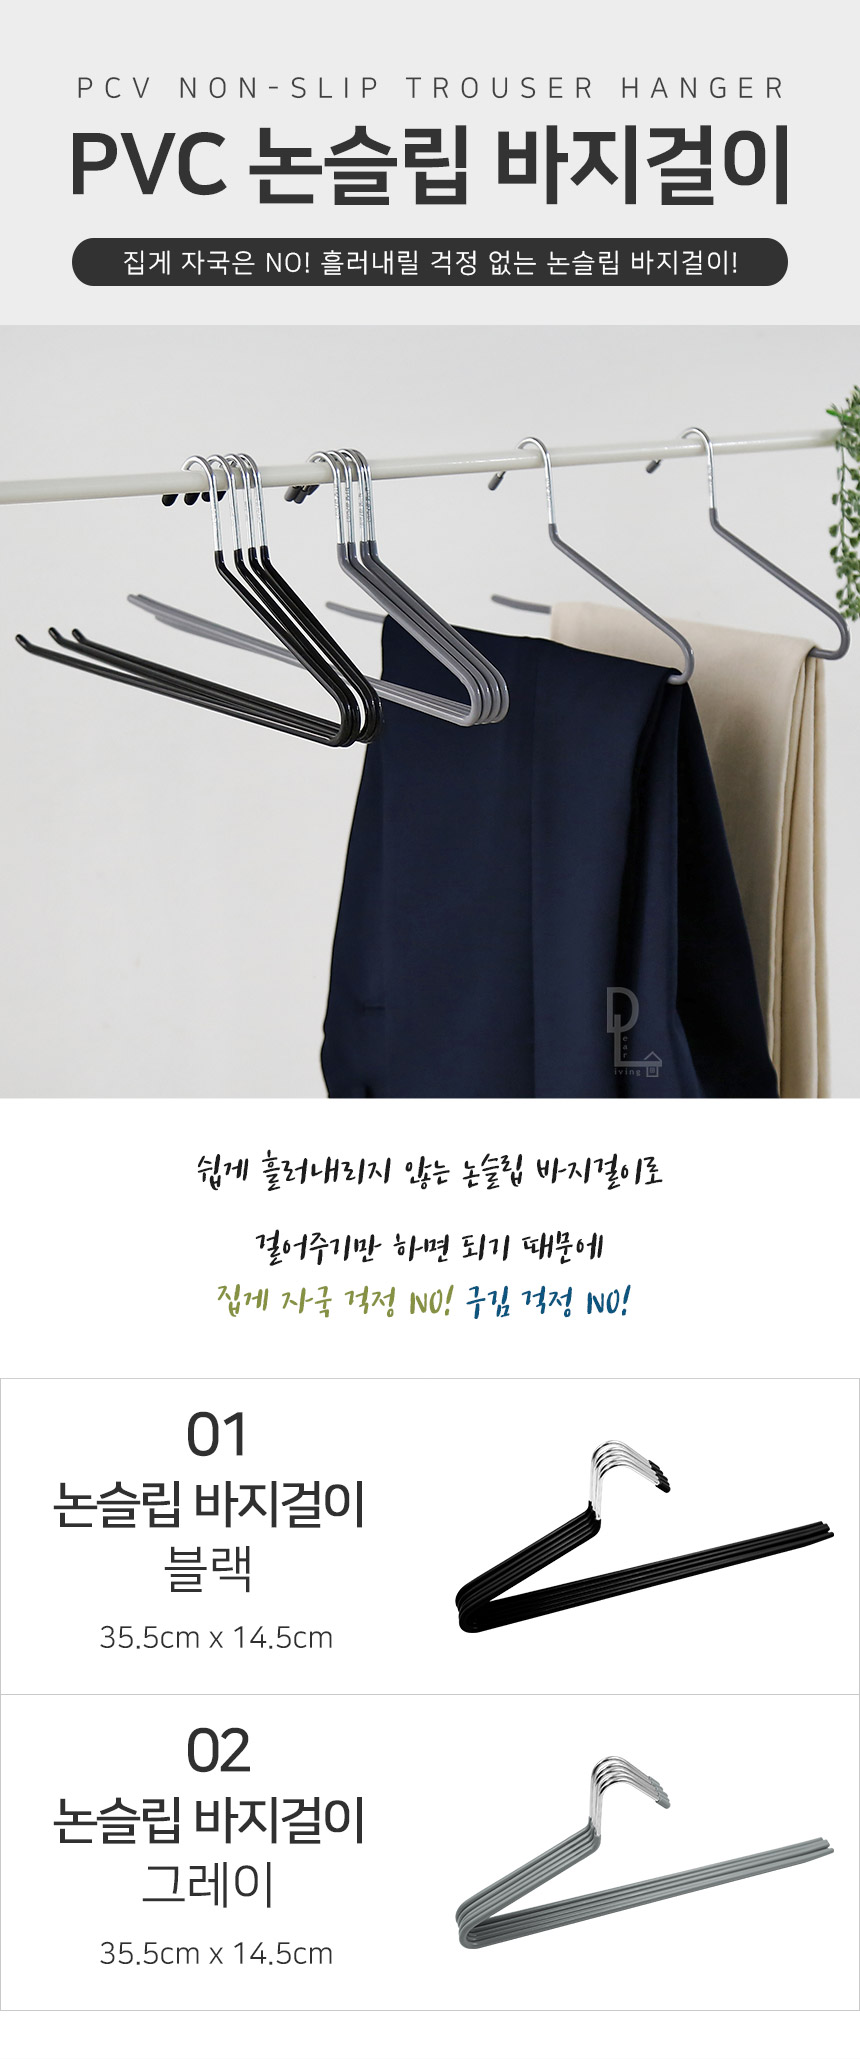 PCV NON-SLIP TROUSER HANGER
PVC 논슬립 바지걸이
집게 자국은 NO! 흘러내릴 걱정 없는 논슬립 바지걸이!
Dear
Living
쉽게 흘러내리지 않는 논슬립 바지걸이로
걸어주기만 하면 되기 때문에
집게 자국 걱정 NO! 구김 걱정 NO!
01
논슬립 바지걸이
블랙
35.5cm x 14.5cm
02
논슬립 바지걸이
그레이
35.5cm x 14.5cm